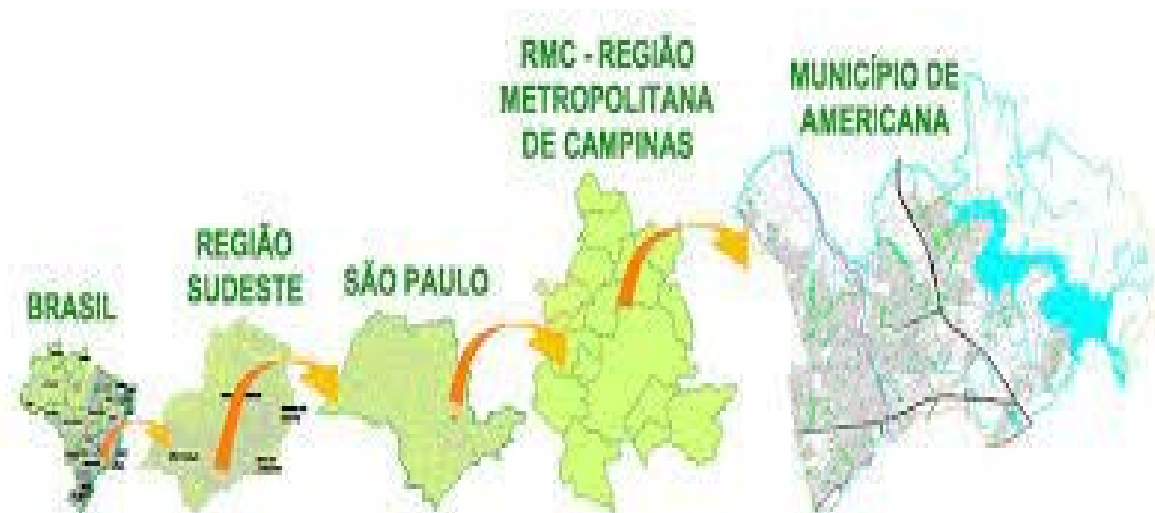 BRASIL
REGIÃO
SUDESTE
SÃO PAULO
RMC - REGIÃO
METROPOLITANA
DE CAMPINAS
MUNICÍPIO DE
AMERICANA